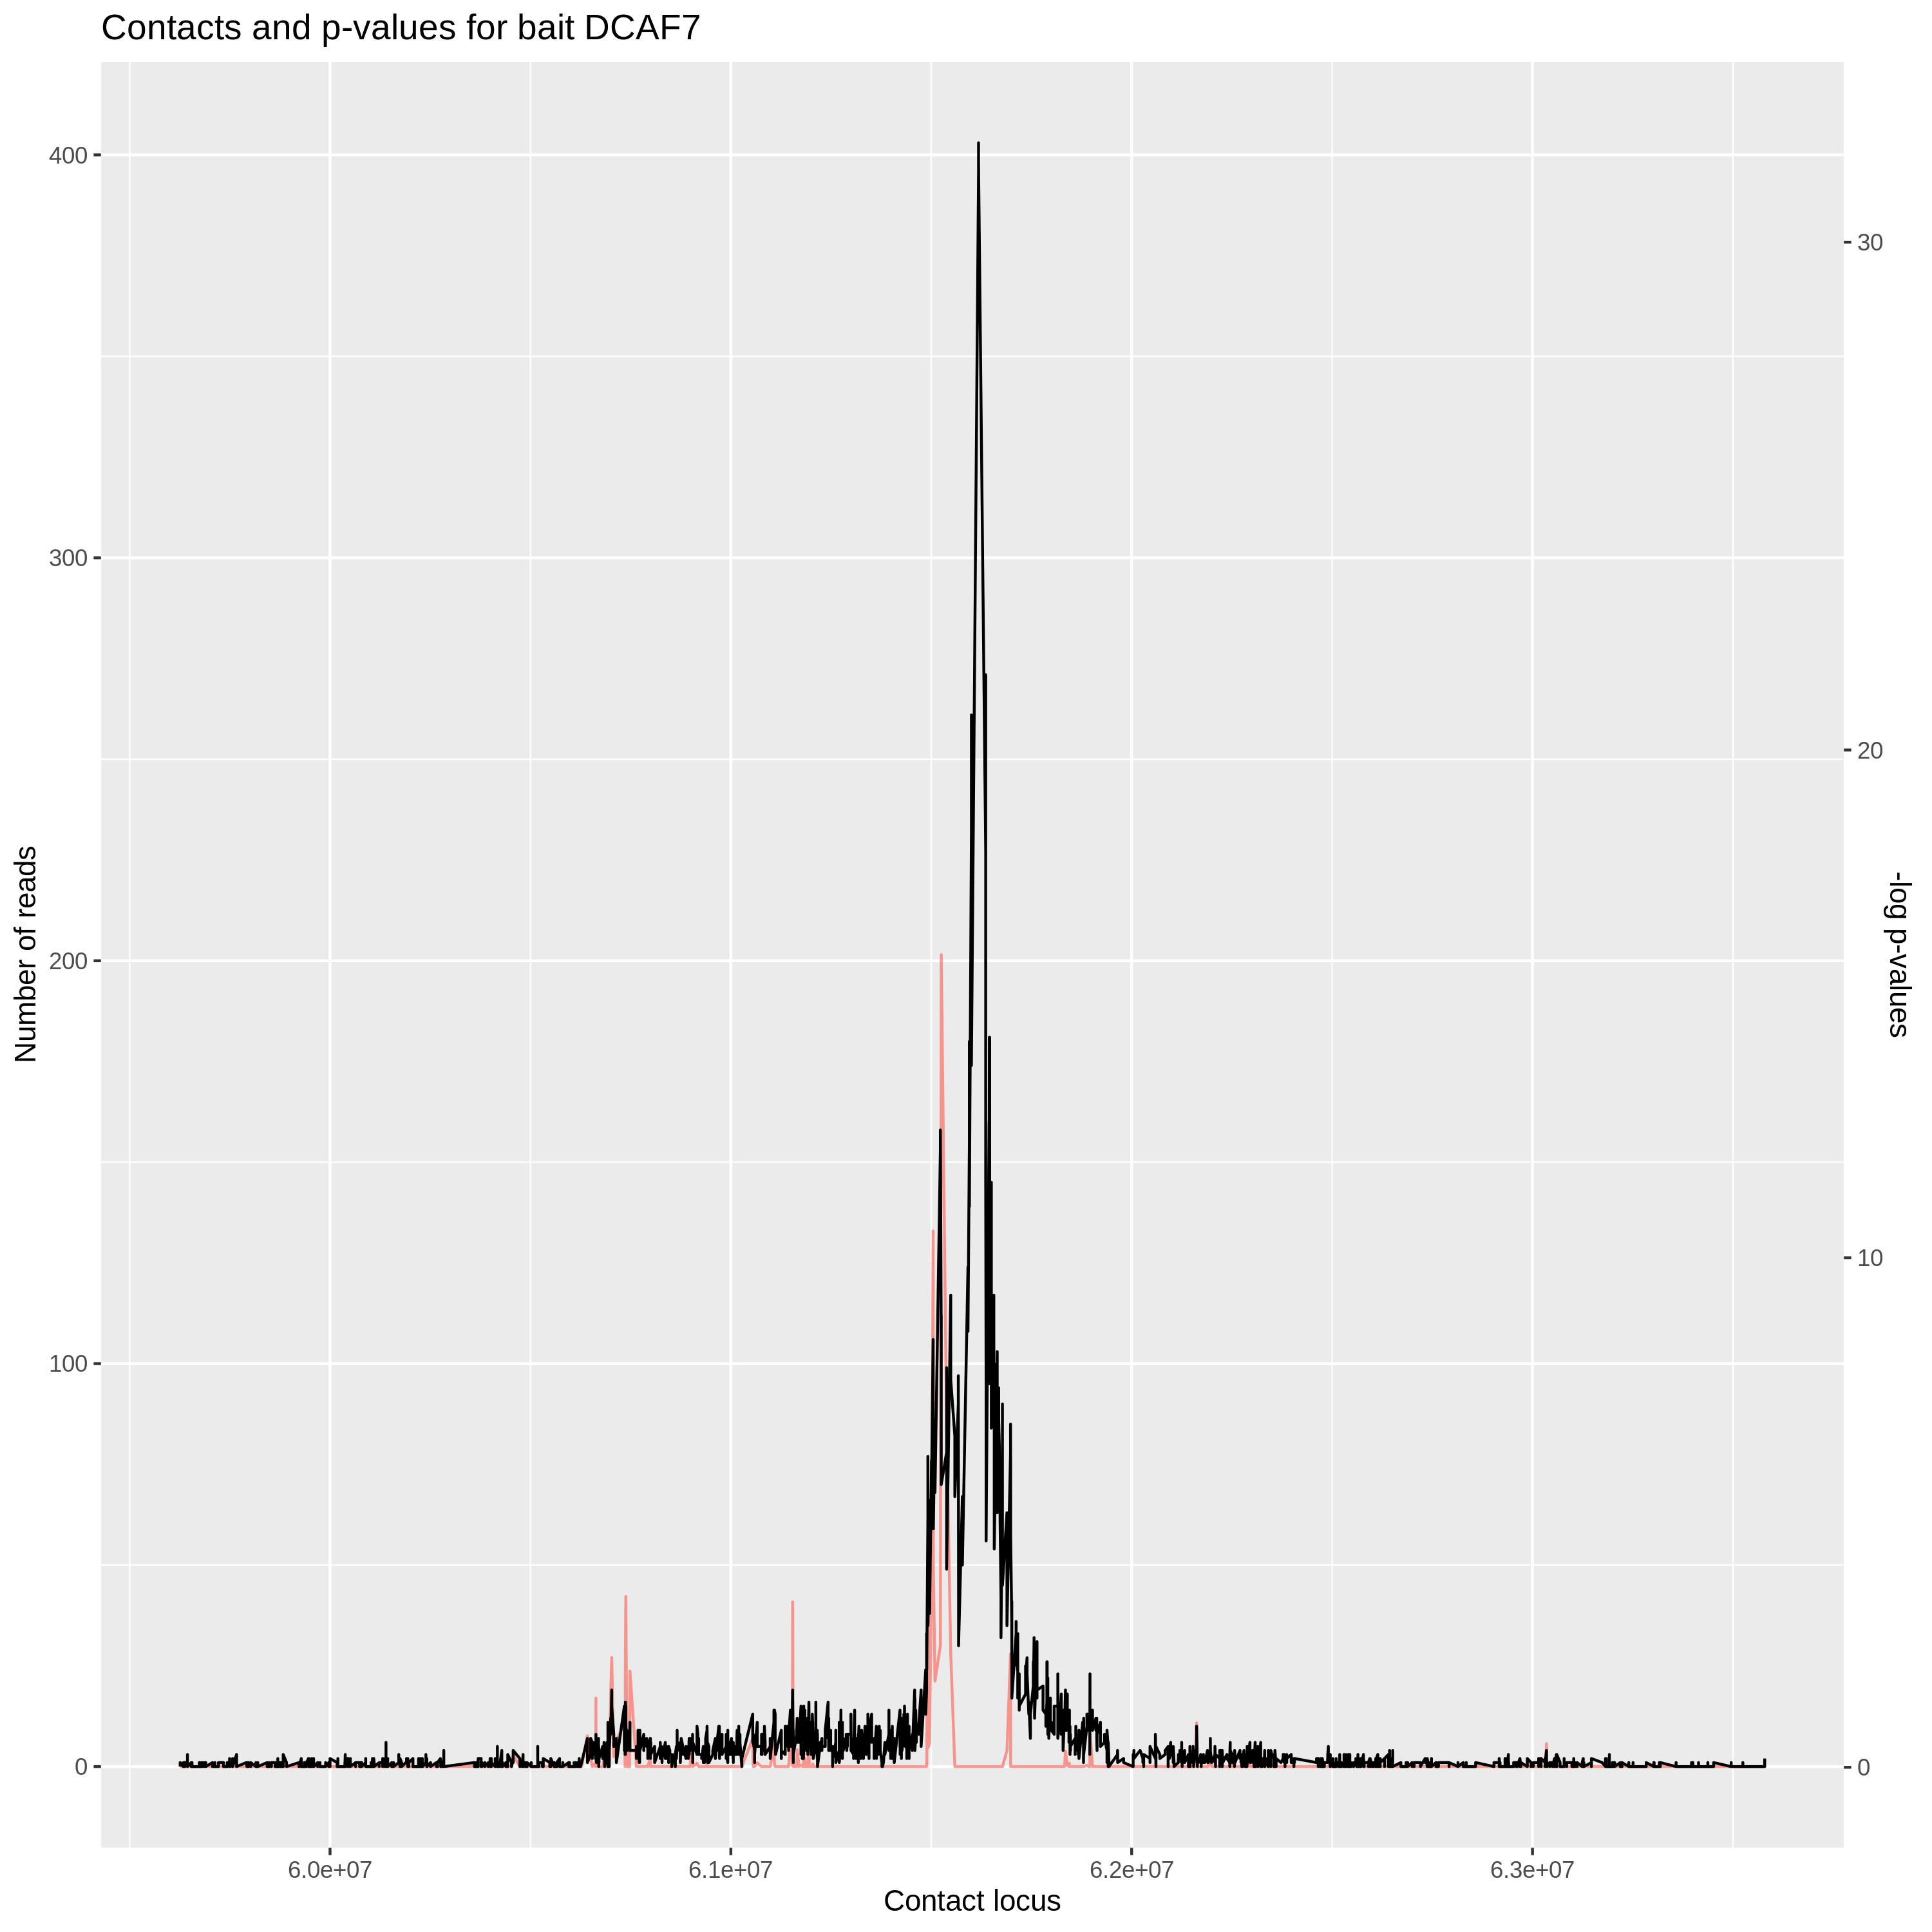 Contacts and p-values for bait DCAF7
400
300
200
100
0
Number of reads
30
20
10
0
-log p-values
6.0e+07 6.1e+07 6.2e+07 6.3e+07
Contact locus